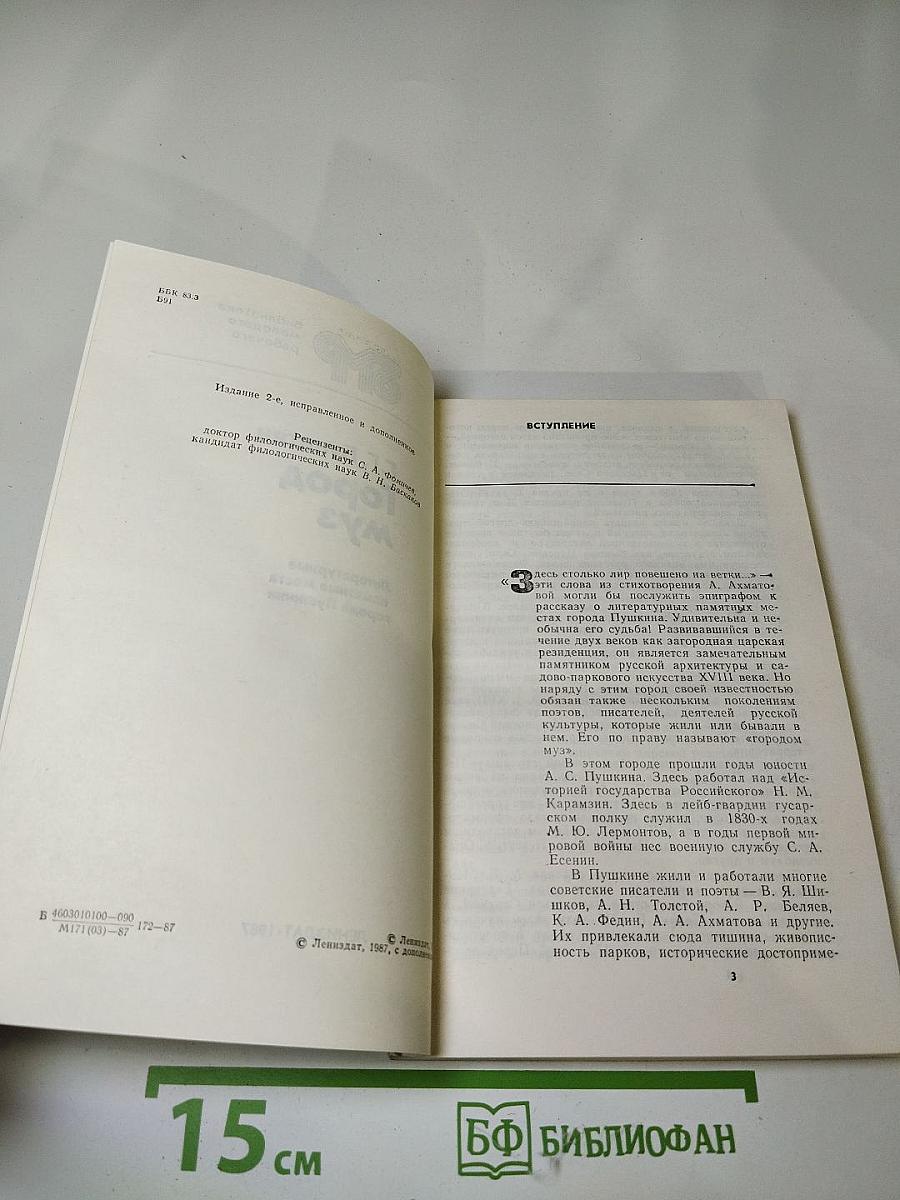 ББК 83.3
Б91
Издание 2-е, исправленное и дополненное
Рецензенты:
доктор филологических наук С. А. Фомичев,
кандидат филологических наук В. Н. Баскаков
Б 4603010100—090 172—87
М171(03)—87
© Лениздат,
© Лениздат, 1987, с
ВСТУПЛЕНИЕ
«Здесь столько лир повешено на ветки...» —
эти слова из стихотворения А. Ахмато-
вой могли бы послужить эпиграфом к
рассказу о литературных памятных ме-
стах города Пушкина. Удивительна и не-
обычна его судьба! Развивавшийся в те-
чение двух веков как загородная царская
резиденция, он является замечательным
памятником русской архитектуры и са-
дово-паркового искусства XVIII века. Но
наряду с этим город своей известностью
обязан также нескольким поколениям
поэтов, писателей, деятелей русской
культуры, которые жили или бывали в
нем. Его по праву называют «городом
муз».
В этом городе прошли годы юности
А. С. Пушкина. Здесь работал над «Ис-
торией государства Российского» Н. М.
Карамзин. Здесь в лейб-гвардии гусар-
ском полку служил в 1830-х годах
М. Ю. Лермонтов, а в годы первой ми-
ровой войны нес военную службу С. А.
Есенин.
В Пушкине жили и работали многие
советские писатели и поэты — В. Я. Ши-
шков, А. Н. Толстой, А. Р. Беляев,
К. А. Федин, А. А. Ахматова и другие.
Их привлекали сюда тишина, живопис-
ность парков, исторические достоприме-
3
15 см
БФ БИБЛИОФАН